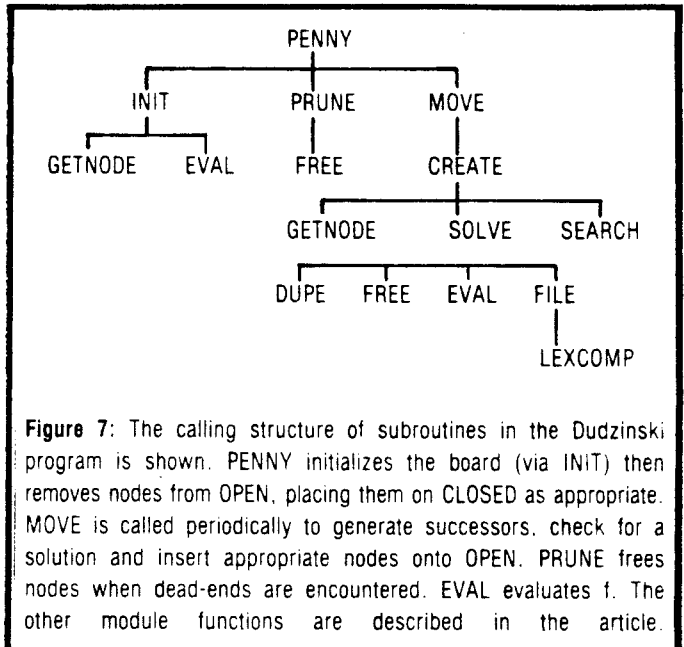 PENNY
INIT PRUNE MOVE
GETNODE EVAL FREE CREATE
GETNODE SOLVE SEARCH
DUPE FREE EVAL FILE
LEXCOMP
Figure 7: The calling structure of subroutines in the Dudzinski
program is shown. PENNY initializes the board (via INIT) then
removes nodes from OPEN, placing them on CLOSED as appropriate.
MOVE is called periodically to generate successors, check for a
solution and insert appropriate nodes onto OPEN. PRUNE frees
nodes when dead-ends are encountered. EVAL evaluates f. The
other module functions are described in the article.